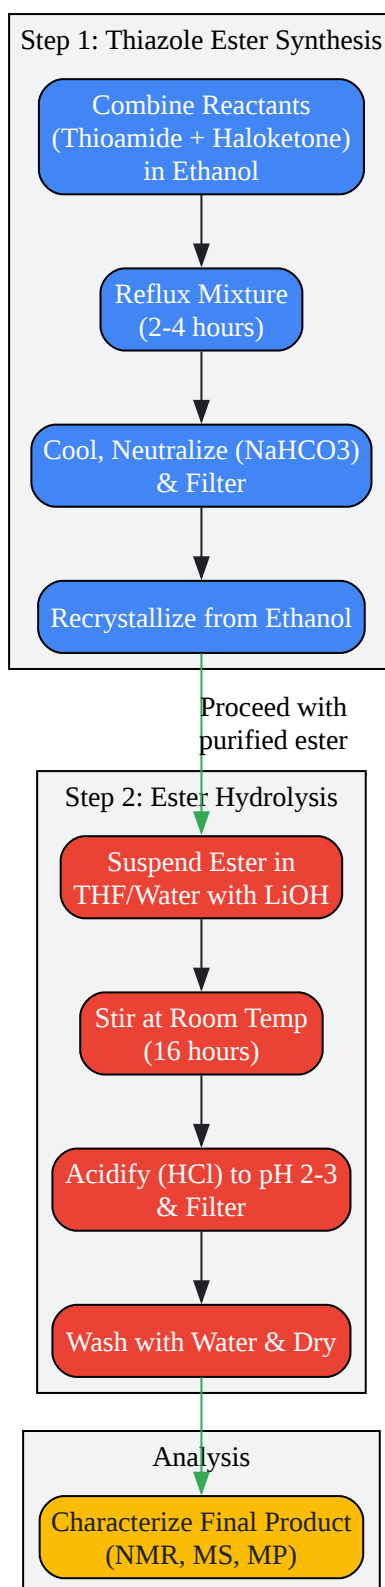 Step 1: Thiazole Ester Synthesis
Combine Reactants
(Thioamide + Haloketone)
in Ethanol
Reflux Mixture
(2-4 hours)
Cool, Neutralize (NaHCO3)
& Filter
Recrystallize from Ethanol
Proceed with
purified ester
Step 2: Ester Hydrolysis
Suspend Ester in
THF/Water with LiOH
Stir at Room Temp
(16 hours)
Acidify (HCl) to pH 2-3
& Filter
Wash with Water & Dry
Analysis
Characterize Final Product
(NMR, MS, MP)